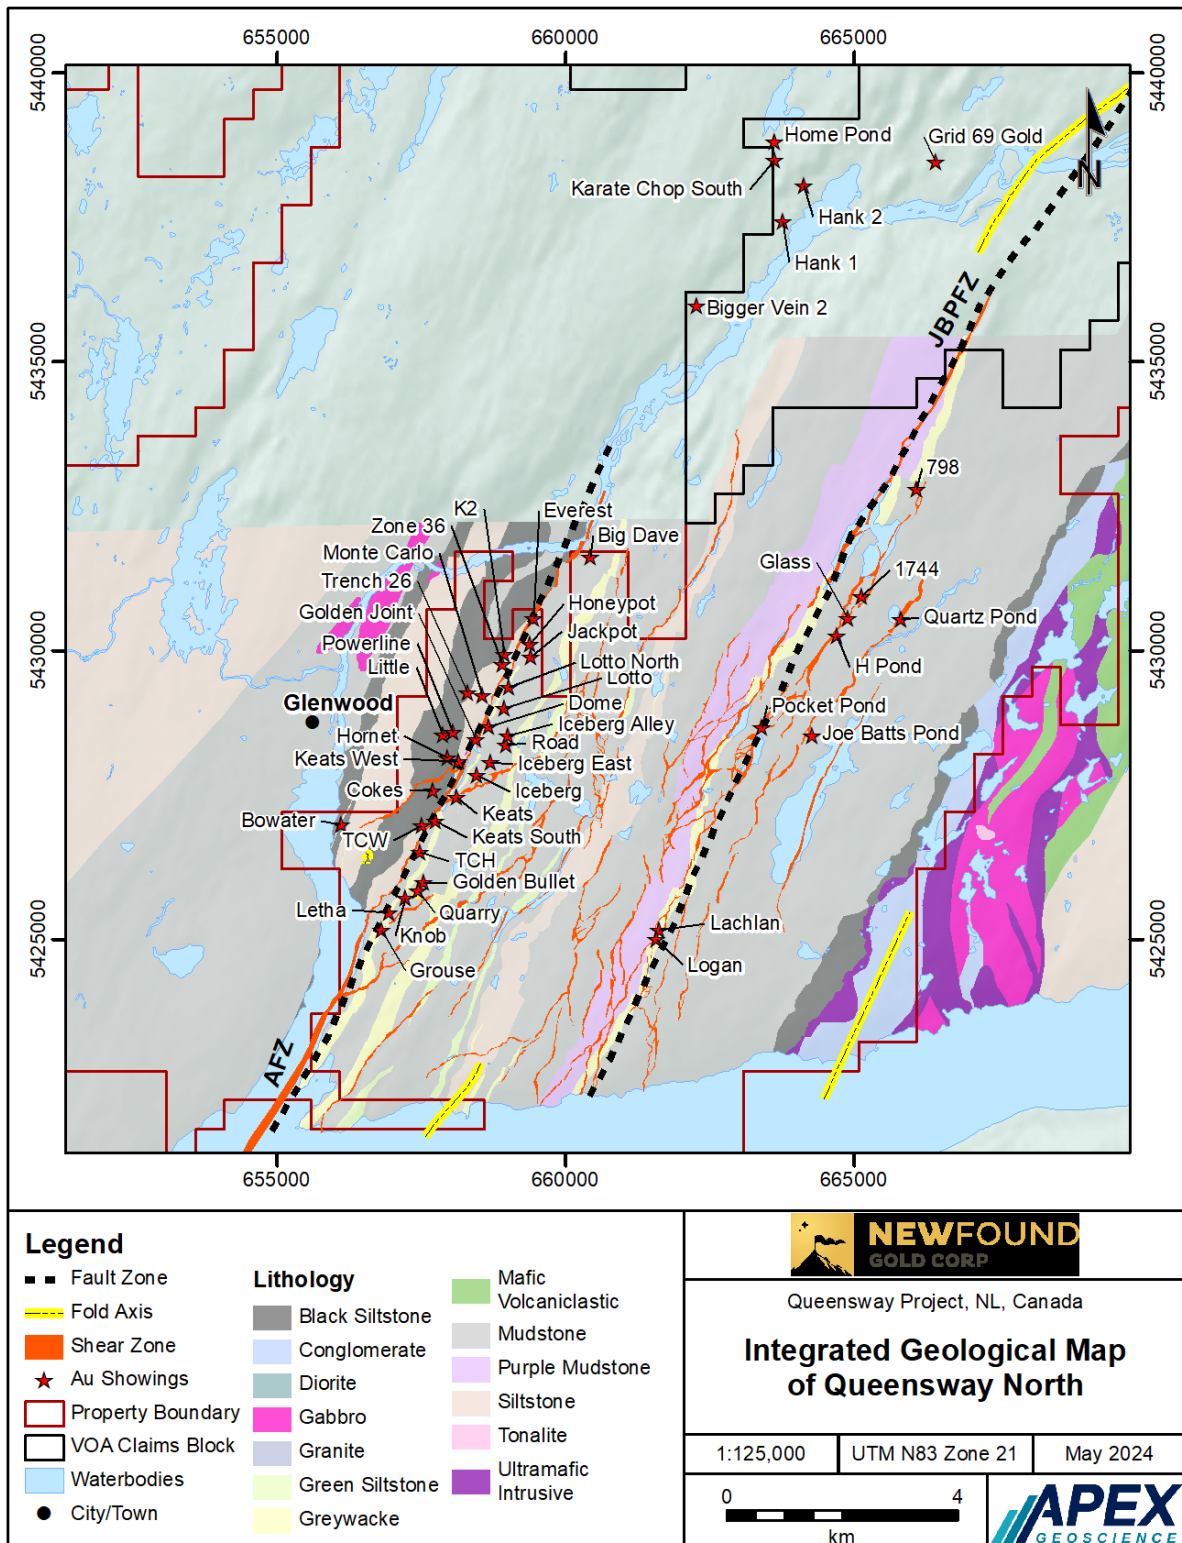 655000
660000
665000
5440000
5440000
Home Pond
Grid 69 Gold
Karate Chop South
N
Hank 2
Hank 1
Bigger Vein 2
JBPFZ
5435000
5435000
798
K2
Everest
Zone 36
Big Dave
Monte Carlo
Glass
Trench 26
1744
Golden Joint
Honeypot
Quartz Pond
Powerline
Jackpot
Little
Lotto North
H Pond
5430000
5430000
Lotto
Glenwood
Dome
Pocket Pond
Iceberg Alley
Hornet
Road
Joe Batts Pond
Keats West
Iceberg East
Cokes
Iceberg
Bowater
Keats
TCW
Keats South
TCH
Golden Bullet
Letha
Quarry
Lachlan
Knob
5425000
5425000
Grouse
Logan
AFZ
655000
660000
665000
Legend
Fault Zone
Fold Axis
Shear Zone
Au Showings
Property Boundary
VOA Claims Block
Waterbodies
City/Town
Lithology
Black Siltstone
Conglomerate
Diorite
Gabbro
Granite
Green Siltstone
Greywacke
Mafic
Volcaniclastic
Mudstone
Purple Mudstone
Siltstone
Tonalite
Ultramafic
Intrusive
NEWFOUND
GOLD CORP
Queensway Project, NL, Canada
Integrated Geological Map
of Queensway North
1:125,000
UTM N83 Zone 21
May 2024
0
4
km
APEX
GEOSCIENCE